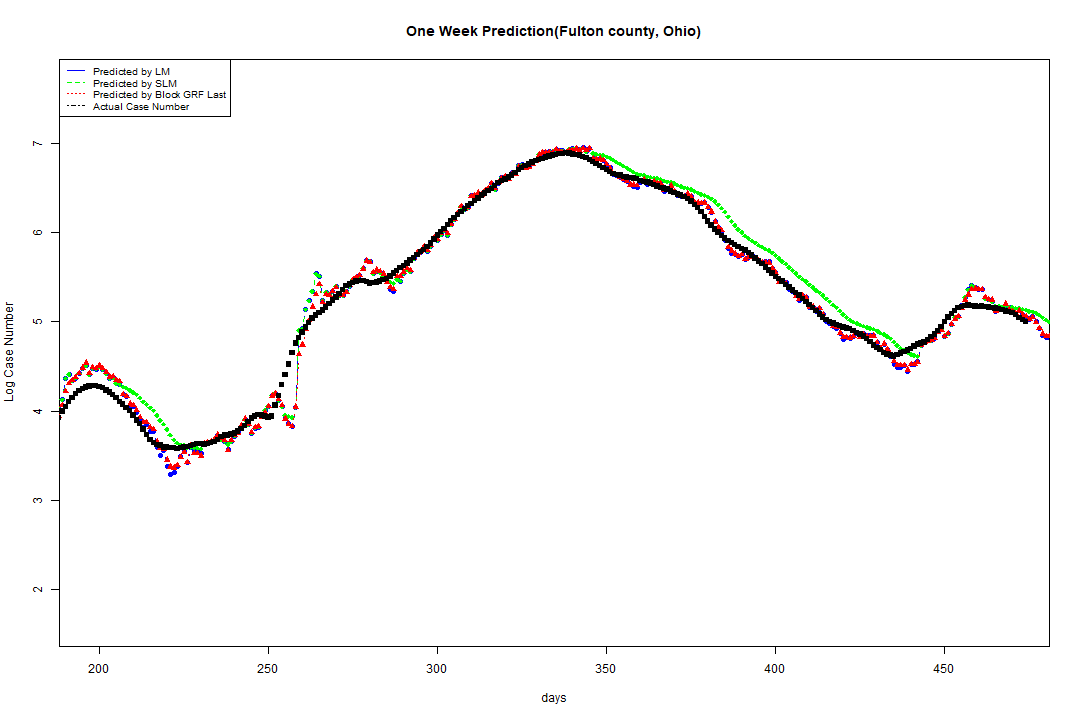 One Week Prediction(Fulton county, Ohio)
Predicted by LM
Predicted by SLM
Predicted by Block GRF Last
Actual Case Number
7
6
5
4
3
2
Log Case Number
200 250 300 350 400 450
days